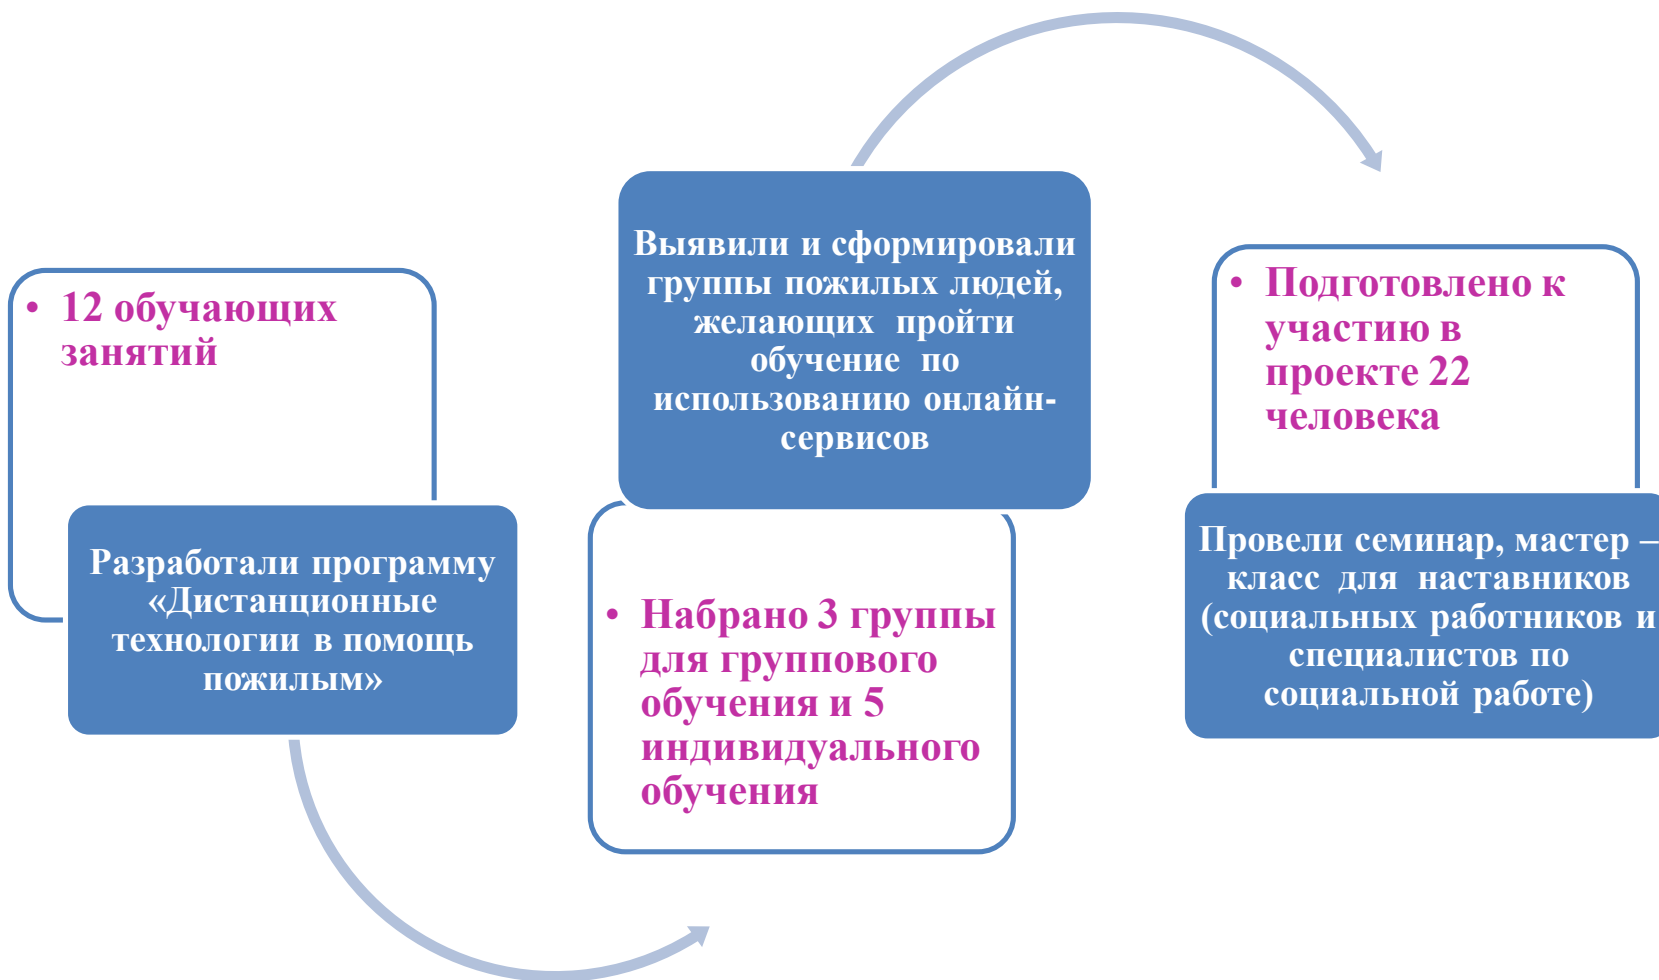 • 12 обучающих
занятий
Разработали программу
«Дистанционные
технологии в помощь
пожилым»
Выявили и сформировали
группы пожилых людей,
желающих пройти
обучение по
использованию онлайн-
сервисов
• Набрано 3 группы
для группового
обучения и 5
индивидуального
обучения
• Подготовлено к
участию в
проекте 22
человека
Провели семинар, мастер –
класс для наставников
(социальных работников и
специалистов по
социальной работе)